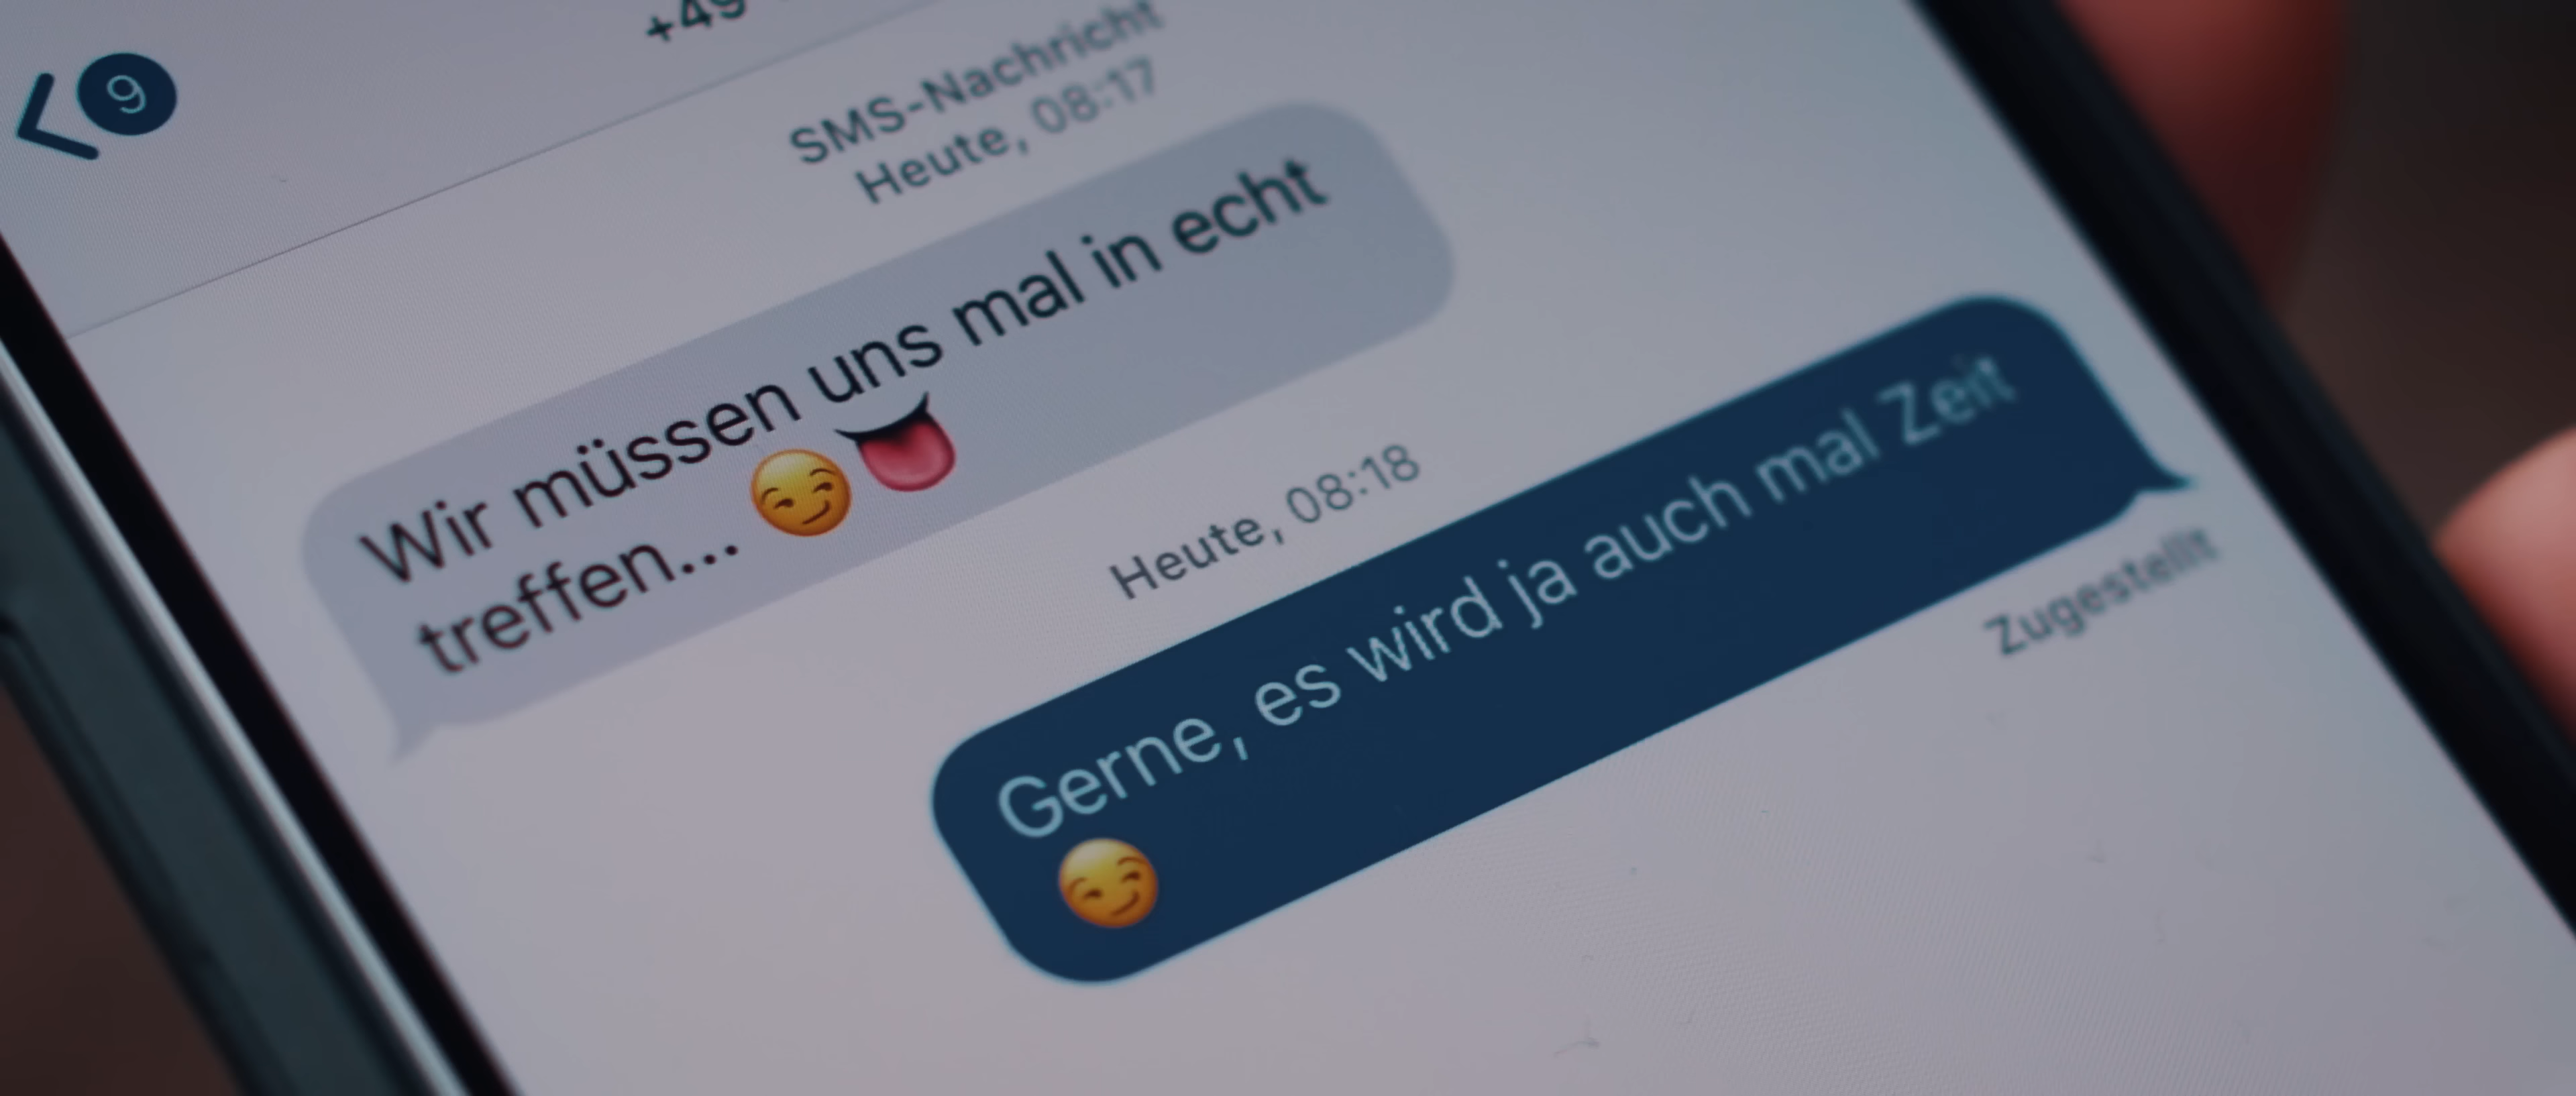 9
+49
SMS-Nachricht
Heute, 08:17
Wir müssen uns mal in echt
treffen... 😏👅
Heute, 08:18
Gerne, es wird ja auch mal Zeit
😏
Zugestellt